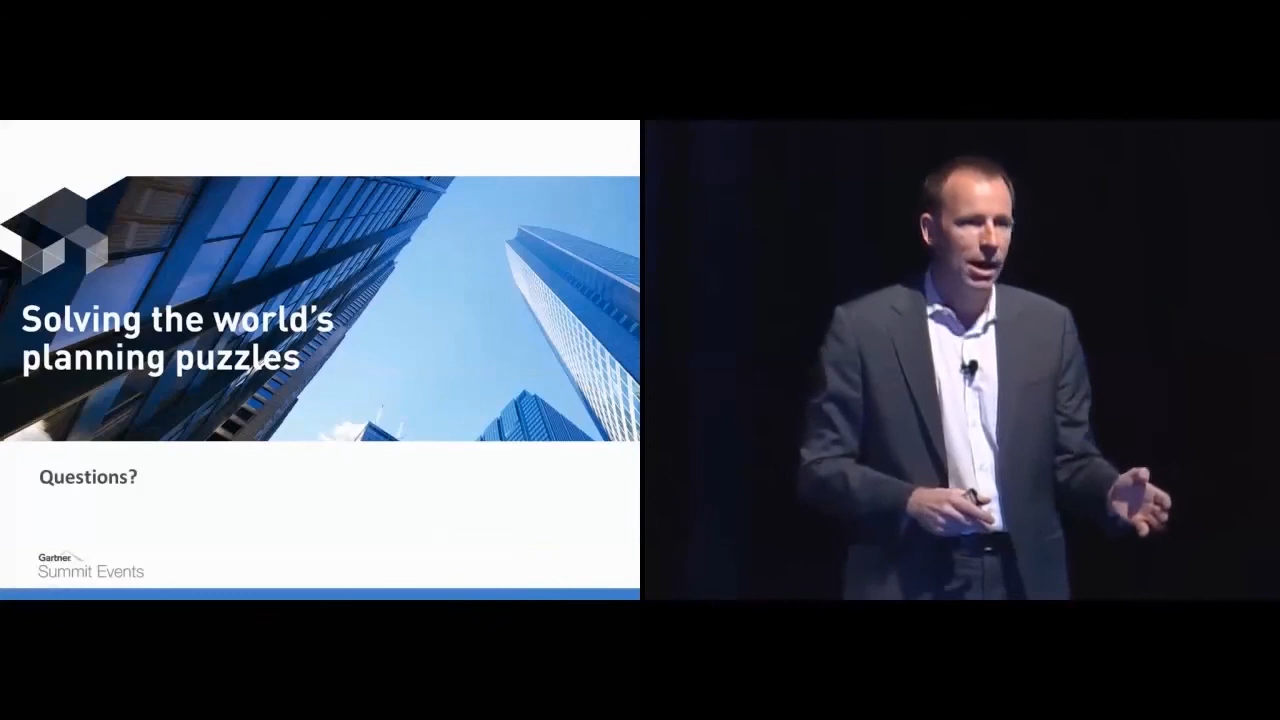 Solving the world's
planning puzzles
Questions?
Gartner
Summit Events